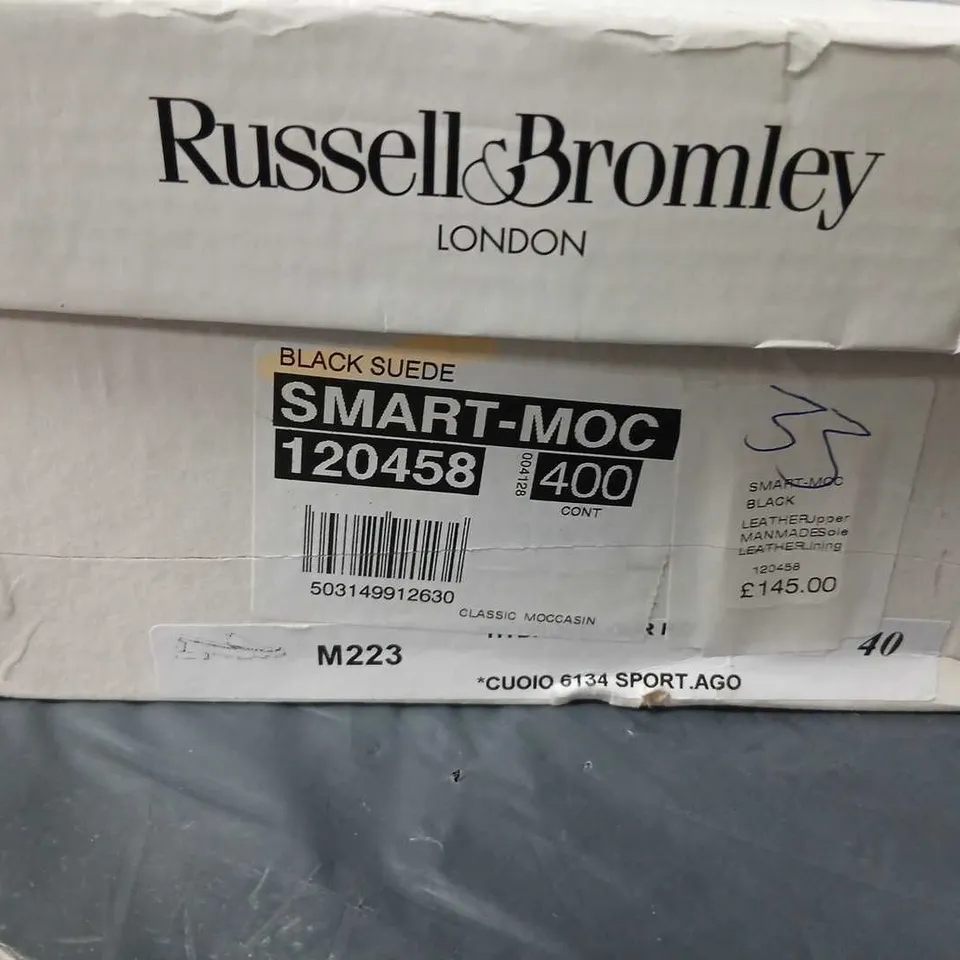 Russell&Bromley
LONDON
BLACK SUEDE
SMART-MOC
120458
004128
400
CONT
503149912630
CLASSIC MOCCASIN
33
SMART-MOC
BLACK
LEATHERUpper
MANMADESole
LEATHERLining
120458
£145.00
M223
40
*CUOIO 6134 SPORT.AGO